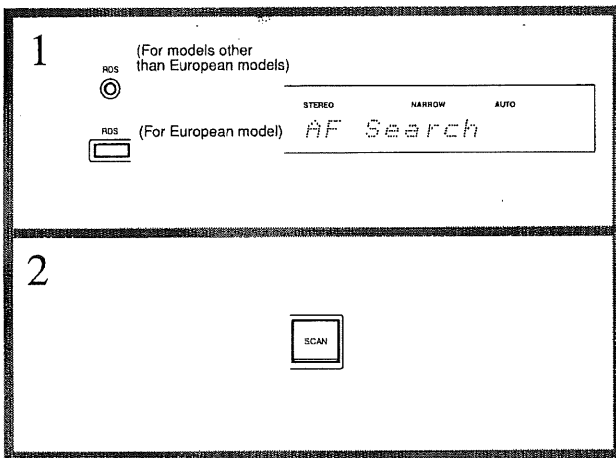 1
(For models other
RDS than European models)
STEREO NARROW AUTO
RDS (For European model) AF Search
2
SCAN